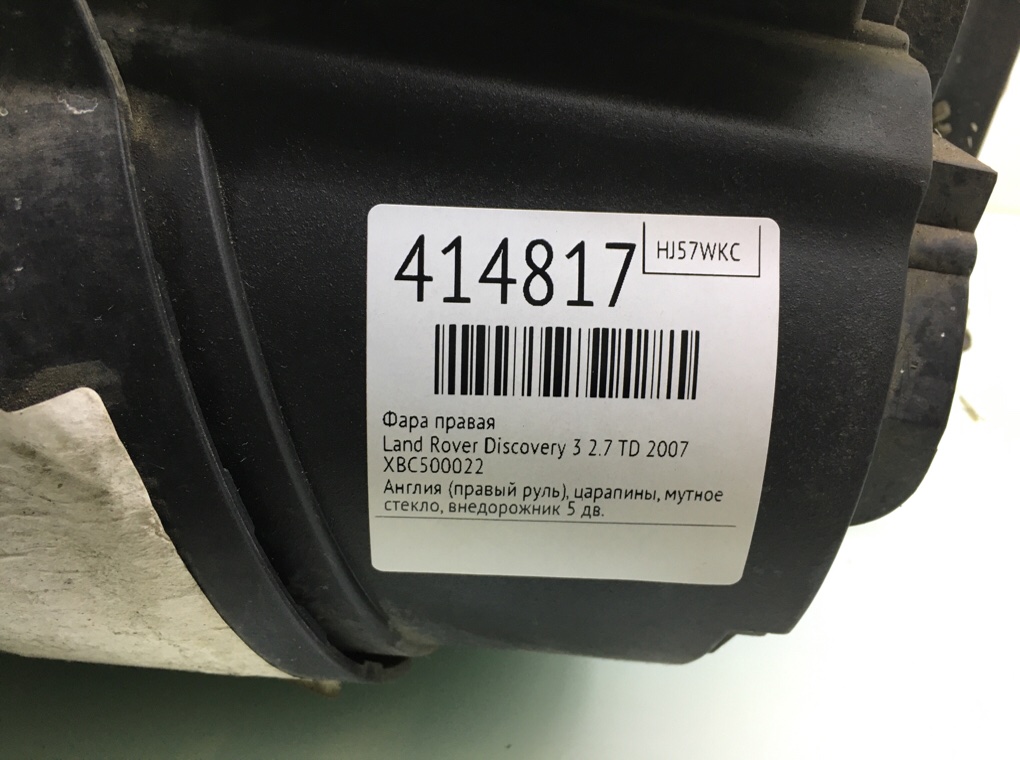 414817
HJ57WKC
Фара правая
Land Rover Discovery 3 2.7 TD 2007
XBC500022
Англия (правый руль), царапины, мутное
стекло, внедорожник 5 дв.